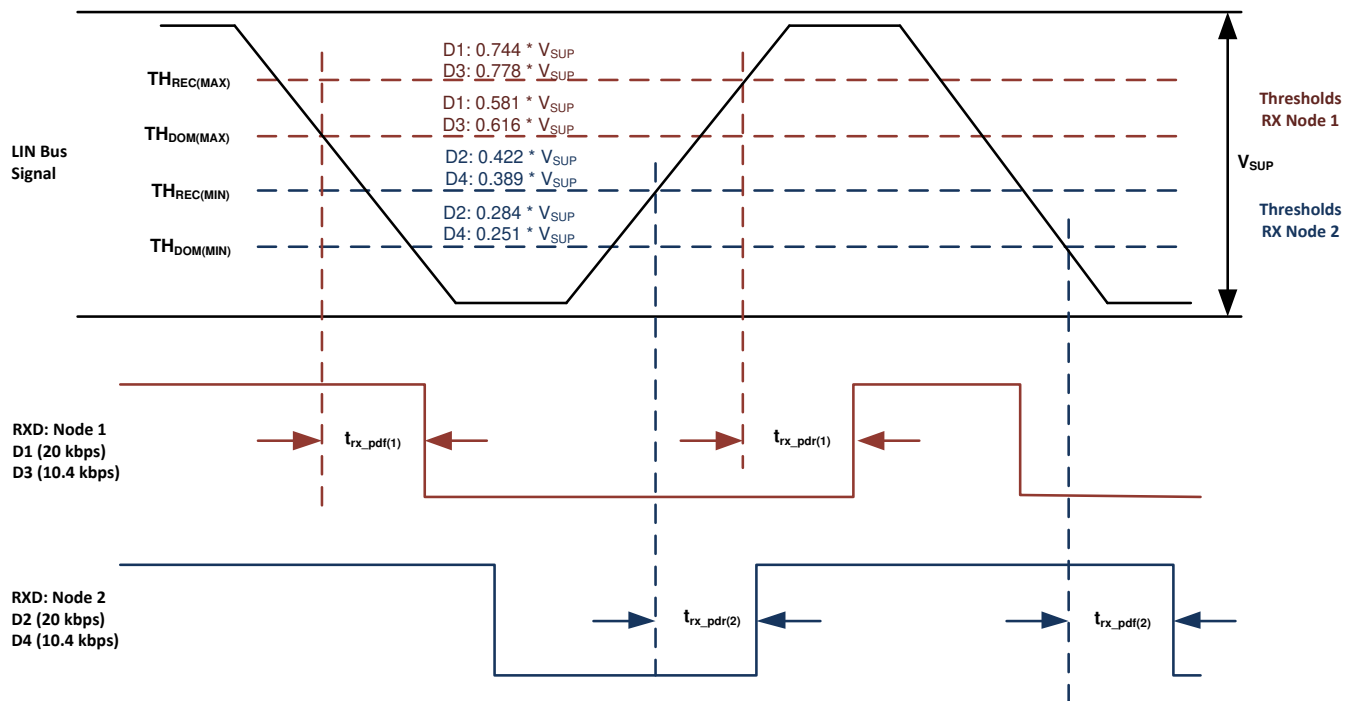 D1: 0.744 * VSUP
THREC(MAX)
D3: 0.778 * VSUP
Thresholds
RX Node 1
D1: 0.581 * VSUP
THDOM(MAX)
D3: 0.616 * VSUP
LIN Bus
Signal
D2: 0.422 * VSUP
VSUP
THREC(MIN)
D4: 0.389 * VSUP
Thresholds
RX Node 2
D2: 0.284 * VSUP
THDOM(MIN)
D4: 0.251 * VSUP
RXD: Node 1
D1 (20 kbps)
D3 (10.4 kbps)
trx_pdf(1)
trx_pdr(1)
RXD: Node 2
D2 (20 kbps)
D4 (10.4 kbps)
trx_pdr(2)
trx_pdf(2)